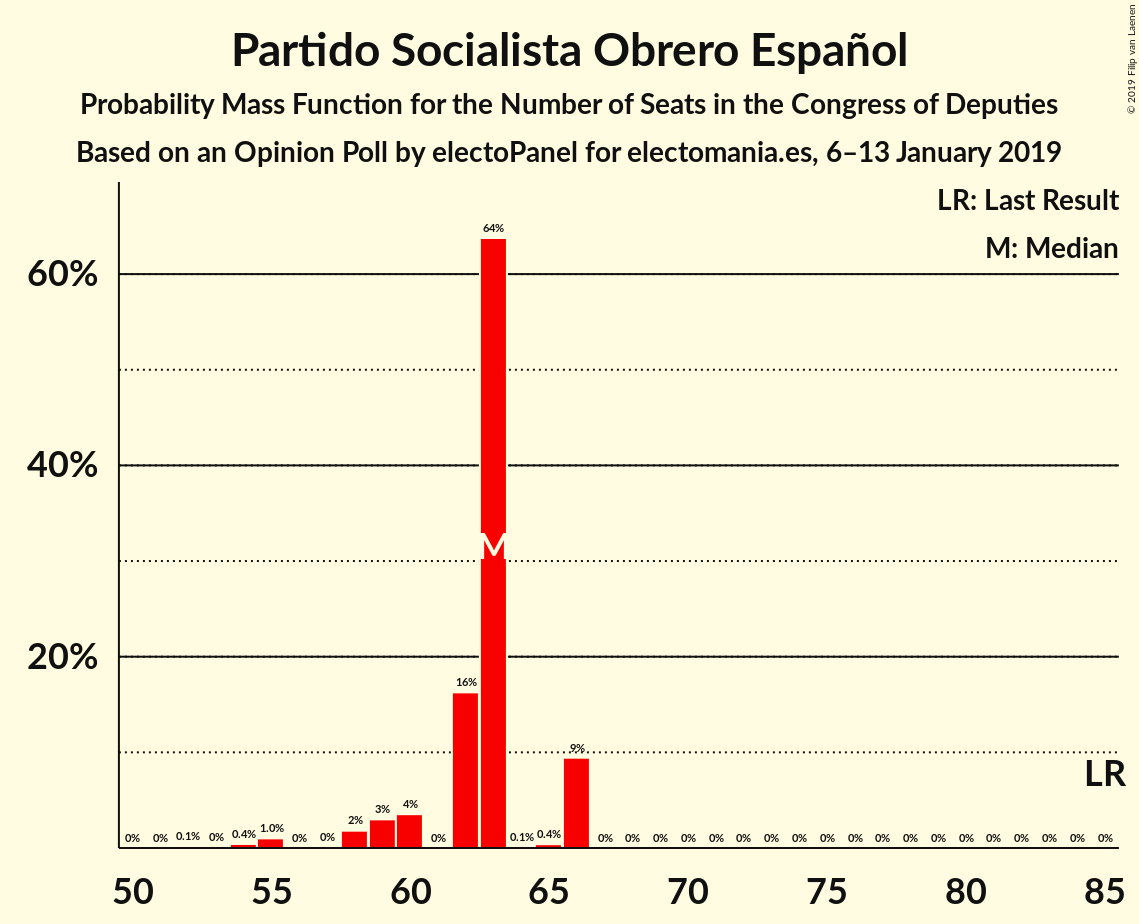 Partido Socialista Obrero Español
Probability Mass Function for the Number of Seats in the Congress of Deputies
Based on an Opinion Poll by electoPanel for electomania.es, 6–13 January 2019
© 2019 Filip van Laenen
LR: Last Result
M: Median
64%
60%
40%
M
20%
16%
9%
LR
0% 0% 0.1% 0% 0.4% 1.0% 0% 0% 2% 3% 4% 0% 0.1% 0.4% 0% 0% 0% 0% 0% 0% 0% 0% 0% 0% 0% 0% 0% 0% 0% 0% 0% 0% 0%
50 55 60 65 70 75 80 85